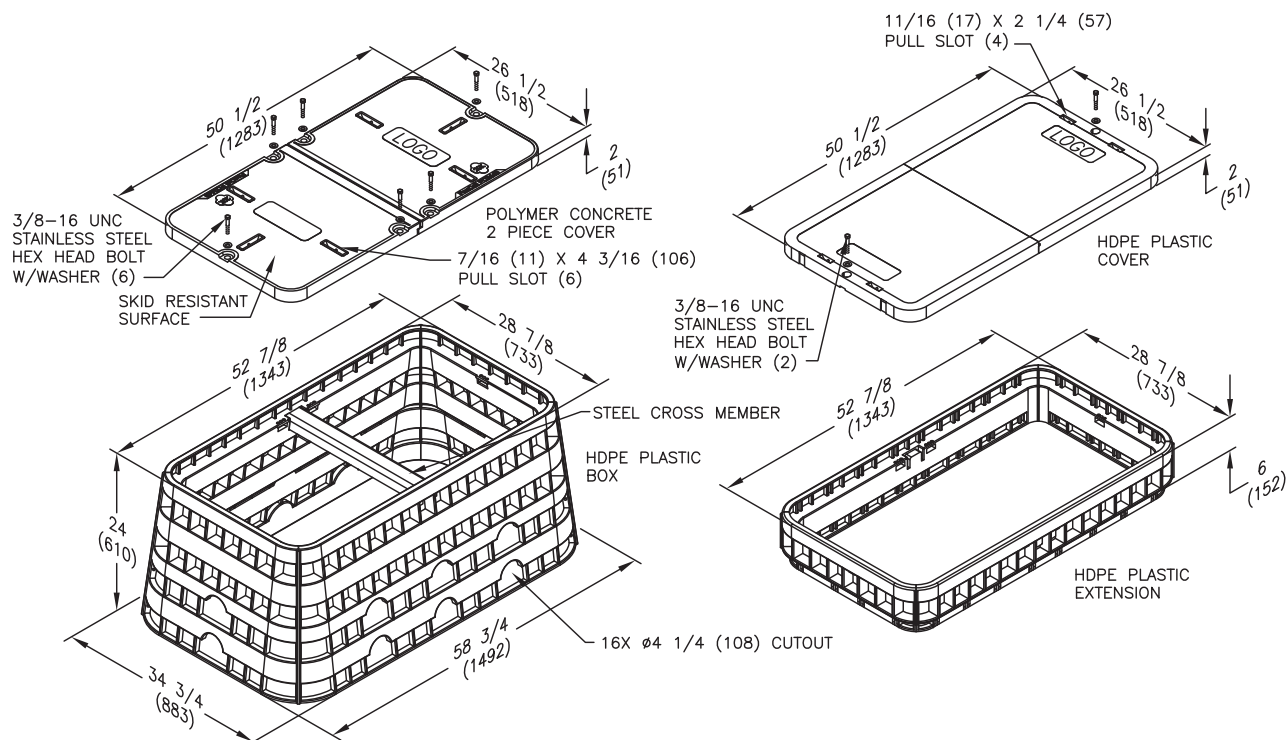 50 1/2
(1283)
26 1/2
(518)
2
(51)
LOGO
3/8-16 UNC
STAINLESS STEEL
HEX HEAD BOLT
W/WASHER (6)
SKID RESISTANT
SURFACE
POLYMER CONCRETE
2 PIECE COVER
7/16 (11) X 4 3/16 (106)
PULL SLOT (6)
11/16 (17) X 2 1/4 (57)
PULL SLOT (4)
50 1/2
(1283)
26 1/2
(518)
2
(51)
LOGO
HDPE PLASTIC
COVER
3/8-16 UNC
STAINLESS STEEL
HEX HEAD BOLT
W/WASHER (2)
52 7/8
(1343)
28 7/8
(733)
STEEL CROSS MEMBER
HDPE PLASTIC
BOX
24
(610)
34 3/4
(883)
58 3/4
(1492)
16X ø4 1/4 (108) CUTOUT
52 7/8
(1343)
28 7/8
(733)
6
(152)
HDPE PLASTIC
EXTENSION